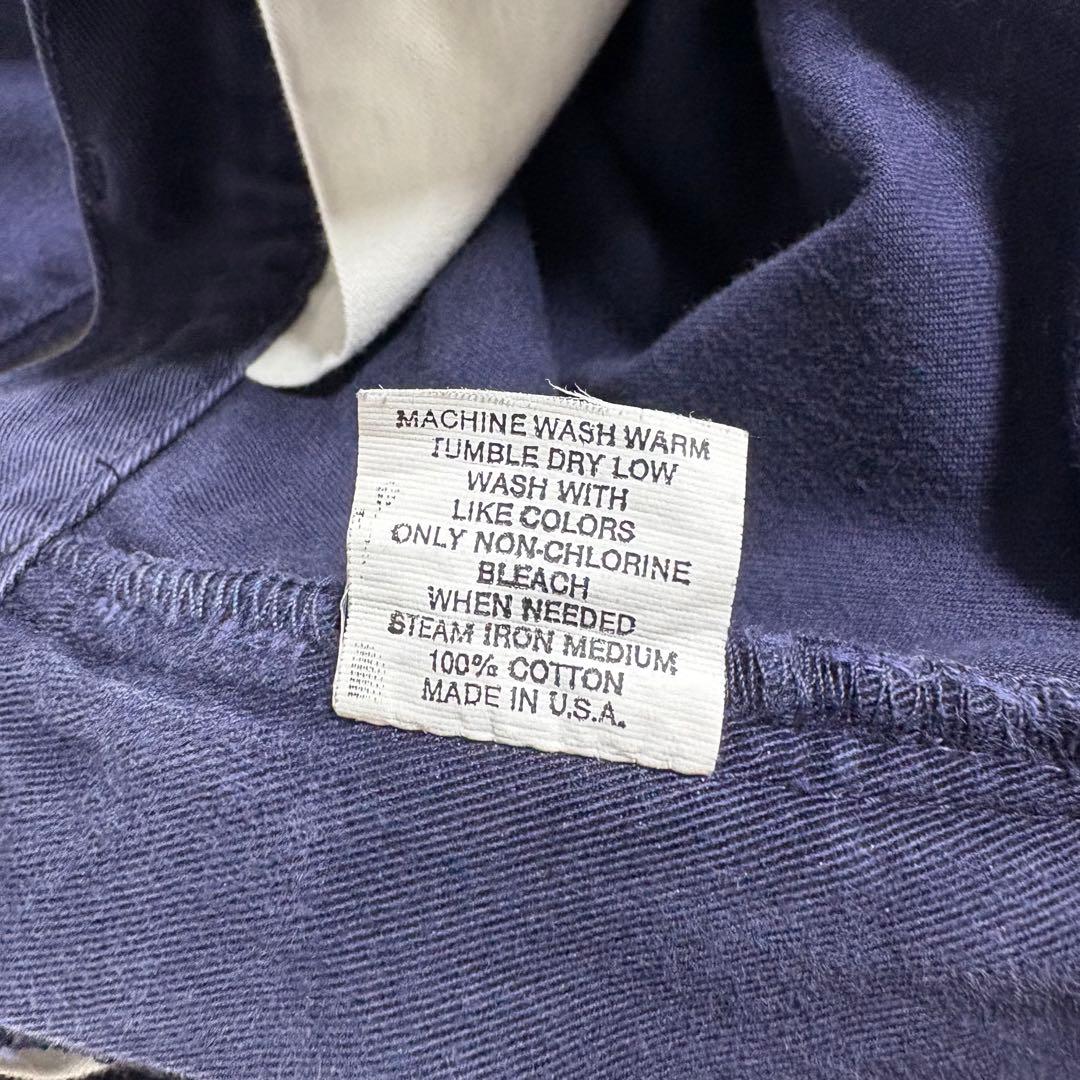 MACHINE WASH WARM
TUMBLE DRY LOW
WASH WITH
LIKE COLORS
ONLY NON-CHLORINE
BLEACH
WHEN NEEDED
STEAM IRON MEDIUM
100% COTTON
MADE IN U.S.A.